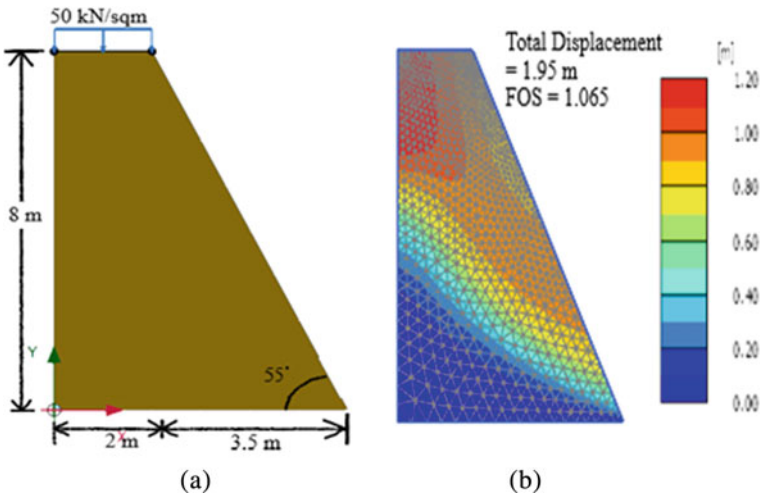 50 kN/sqm
8 m
Y
X
55°
2 m
3.5 m
(a)
Total Displacement
= 1.95 m
FOS = 1.065
[m]
1.20
1.00
0.80
0.60
0.40
0.20
0.00
(b)